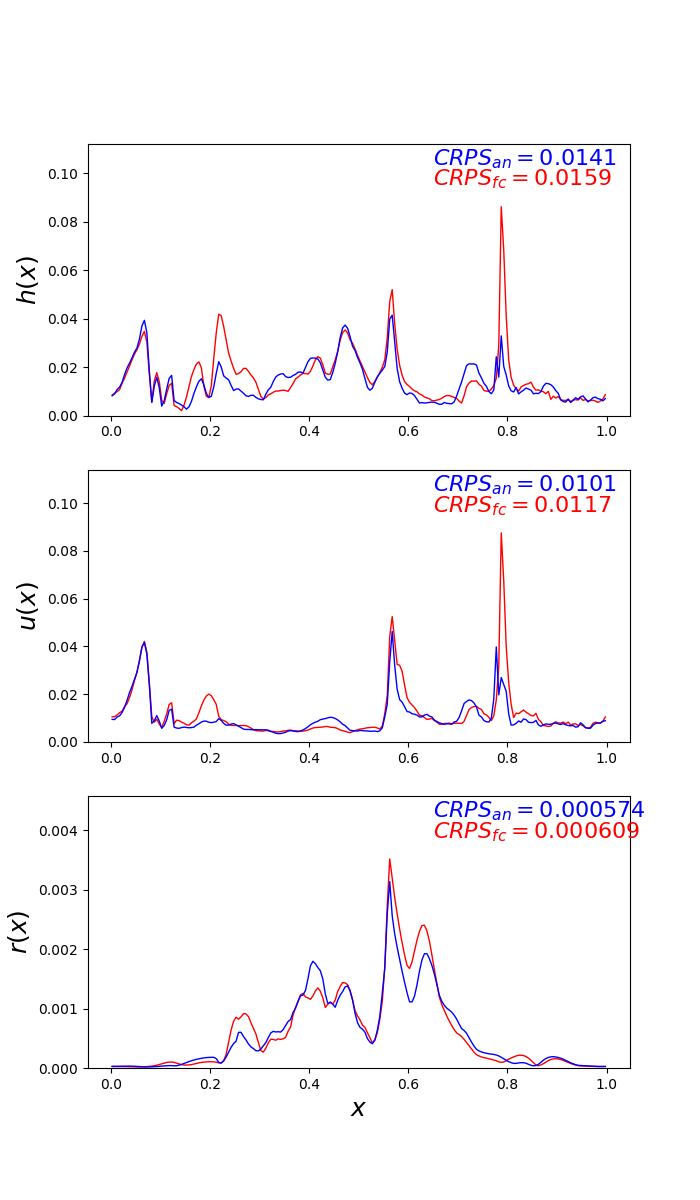 CRPS_an = 0.0141
CRPS_fc = 0.0159
0.10
0.08
0.06
0.04
0.02
0.00
h(x)
0.0 0.2 0.4 0.6 0.8 1.0
CRPS_an = 0.0101
CRPS_fc = 0.0117
0.10
0.08
0.06
0.04
0.02
0.00
u(x)
0.0 0.2 0.4 0.6 0.8 1.0
CRPS_an = 0.000574
CRPS_fc = 0.000609
0.004
0.003
0.002
0.001
0.000
r(x)
0.0 0.2 0.4 0.6 0.8 1.0
x